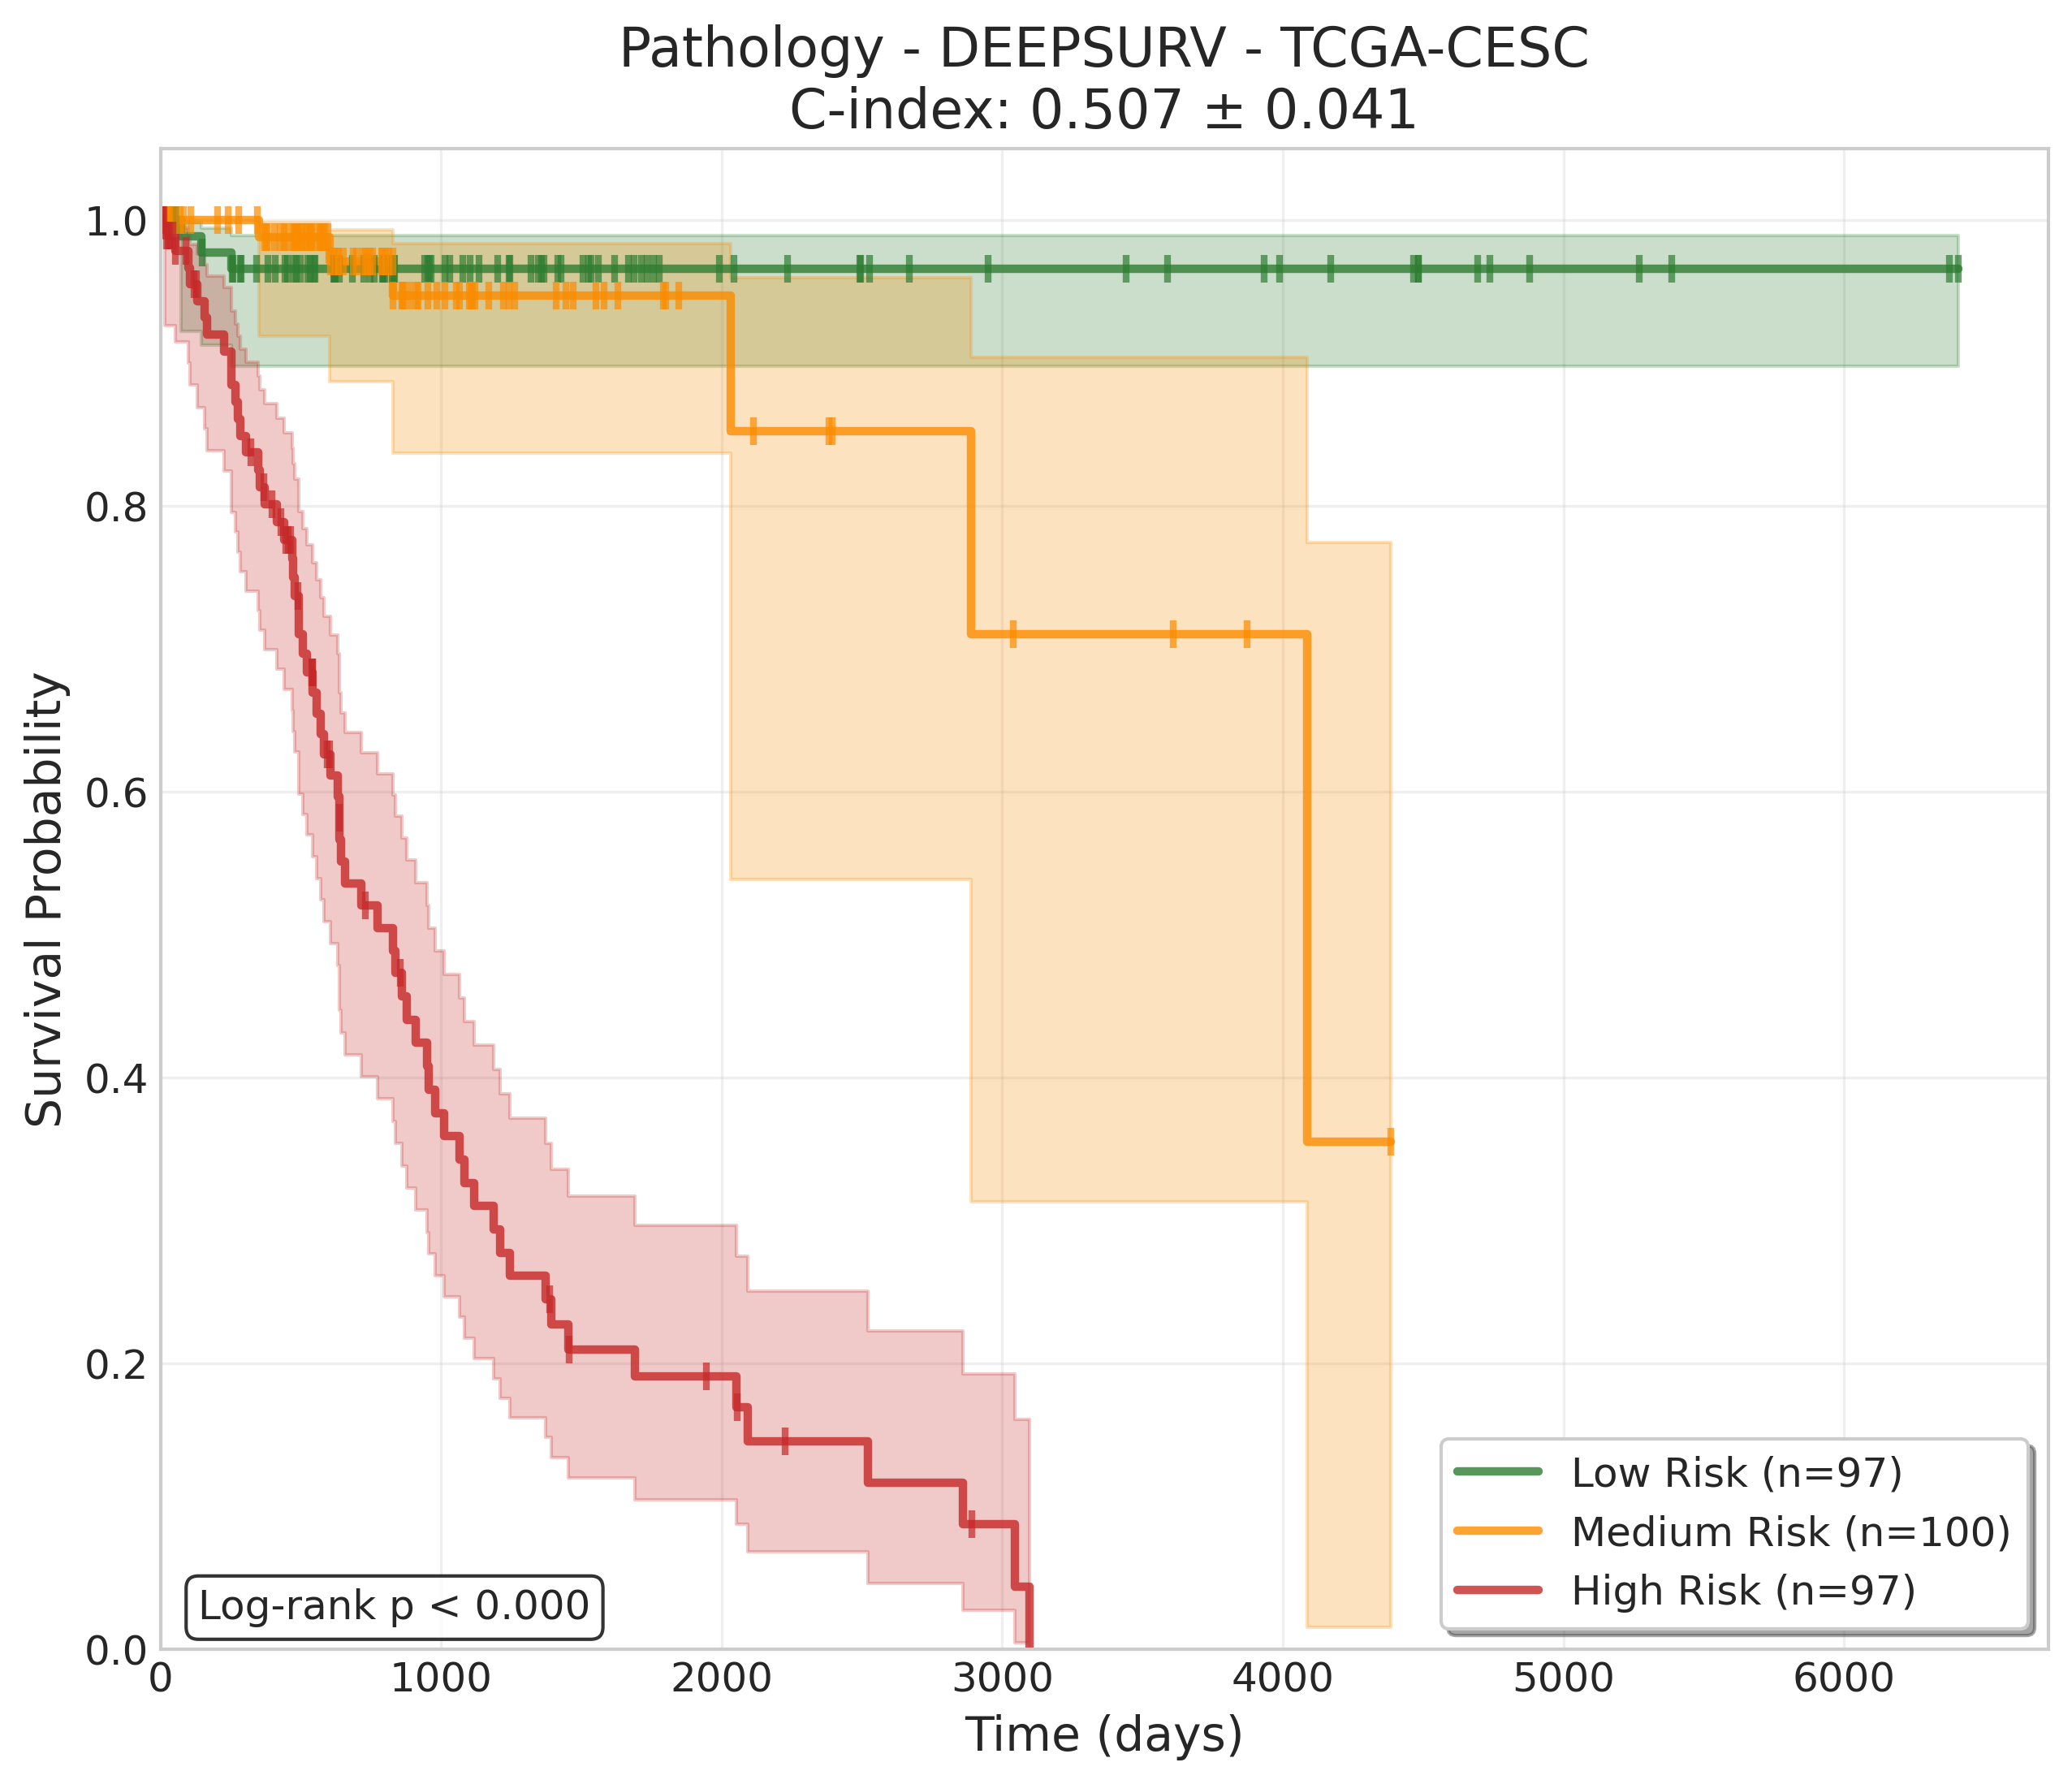 Pathology - DEEPSURV - TCGA-CESC
C-index: 0.507 ± 0.041
Survival Probability
1.0
0.8
0.6
0.4
0.2
0.0
Log-rank p < 0.000
Low Risk (n=97)
Medium Risk (n=100)
High Risk (n=97)
0 1000 2000 3000 4000 5000 6000
Time (days)